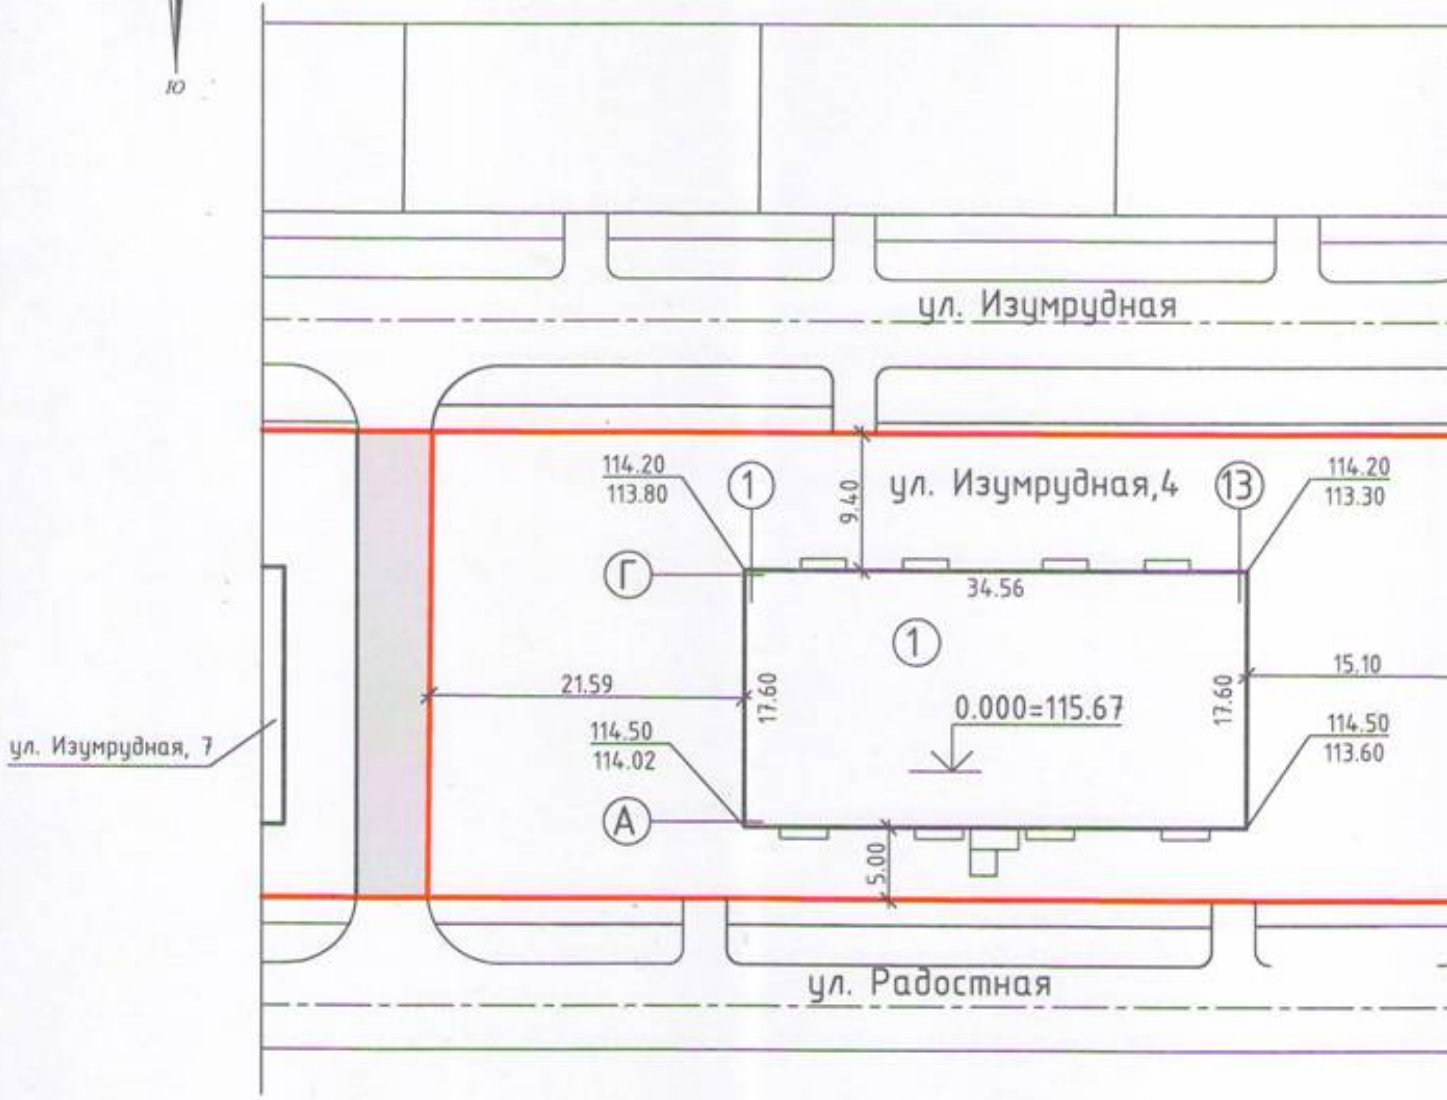 Ю
ул. Изумрудная
114.20
113.80
1
9.40
ул. Изумрудная,4
13
114.20
113.30
Г
34.56
1
21.59
17.60
0.000=115.67
17.60
15.10
ул. Изумрудная, 7
114.50
114.02
114.50
113.60
А
5.00
ул. Радостная